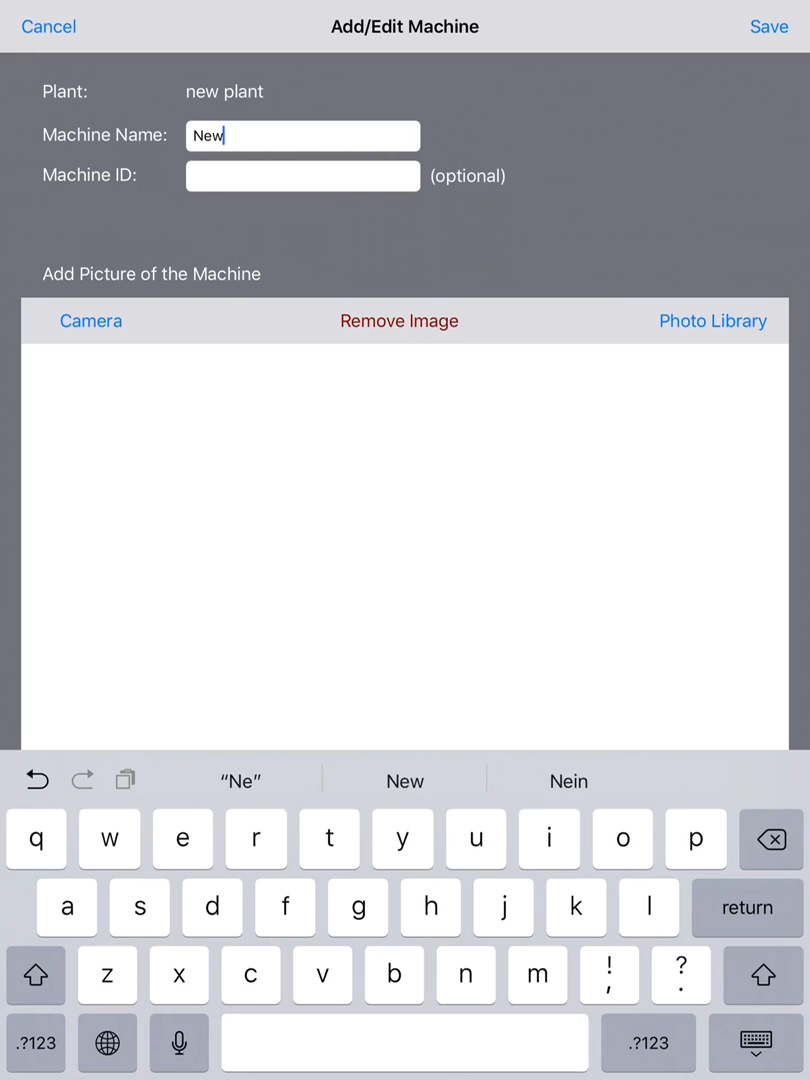 Cancel Add/Edit Machine Save
Plant: new plant
Machine Name: New
Machine ID: (optional)
Add Picture of the Machine
Camera Remove Image Photo Library
“Ne” New Nein
q w e r t y u i o p
a s d f g h j k l return
z x c v b n m ! , ? .
.?123 .?123